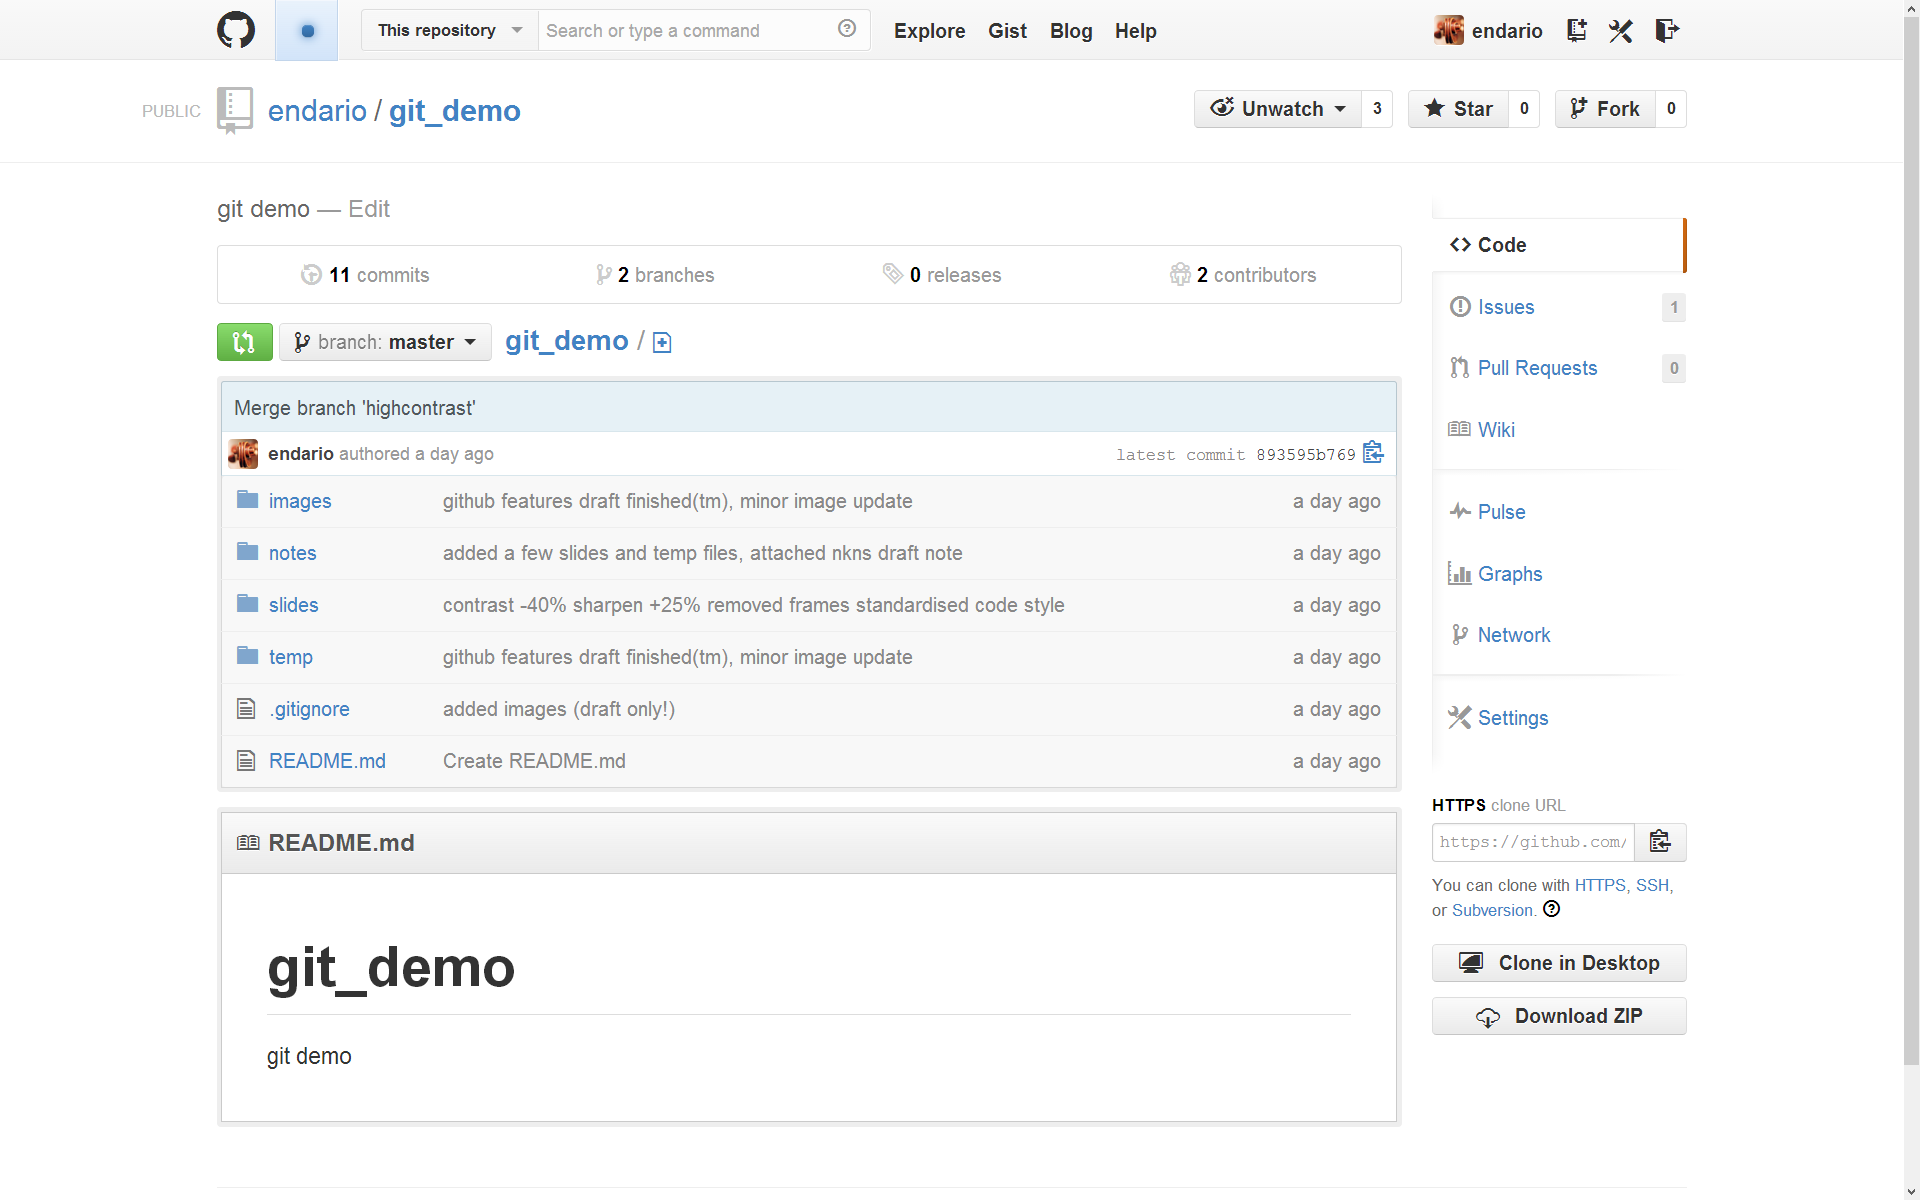 This repository Search or type a command Explore Gist Blog Help endario
PUBLIC endario / git_demo Unwatch 3 Star 0 Fork 0
git demo — Edit
11 commits 2 branches 0 releases 2 contributors
branch: master git_demo /
Merge branch 'highcontrast'
endario authored a day ago latest commit 893595b769
images github features draft finished(tm), minor image update a day ago
notes added a few slides and temp files, attached nkns draft note a day ago
slides contrast -40% sharpen +25% removed frames standardised code style a day ago
temp github features draft finished(tm), minor image update a day ago
.gitignore added images (draft only!) a day ago
README.md Create README.md a day ago
README.md
git_demo
git demo
Code
Issues 1
Pull Requests 0
Wiki
Pulse
Graphs
Network
Settings
HTTPS clone URL
https://github.com/
You can clone with HTTPS, SSH,
or Subversion.
Clone in Desktop
Download ZIP